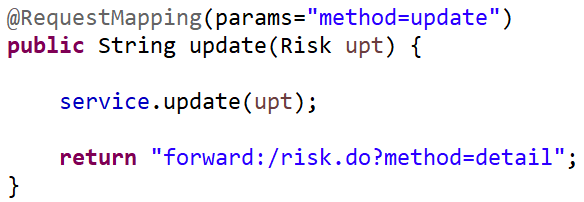 @RequestMapping(params="method=update")
public String update(Risk upt) {
service.update(upt);
return "forward:/risk.do?method=detail";
}